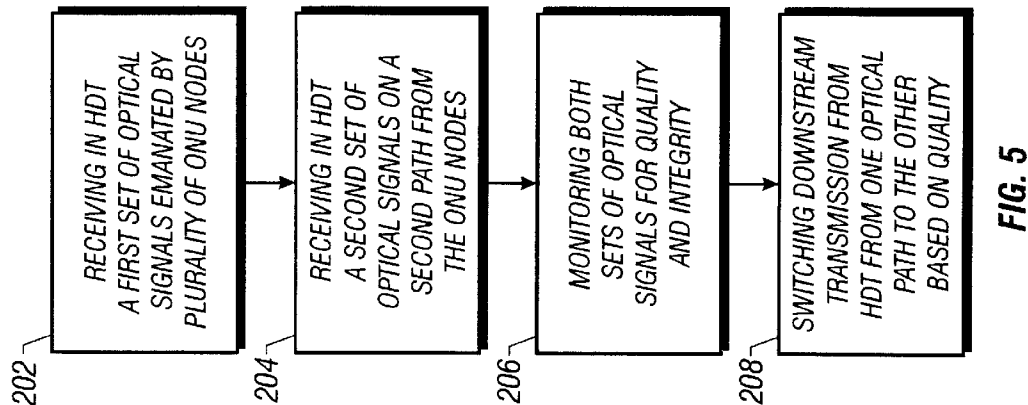 202
RECEIVING IN HDT
A FIRST SET OF OPTICAL
SIGNALS EMANATED BY
PLURALITY OF ONU NODES
204
RECEIVING IN HDT
A SECOND SET OF
OPTICAL SIGNALS ON A
SECOND PATH FROM
THE ONU NODES
206
MONITORING BOTH
SETS OF OPTICAL
SIGNALS FOR QUALITY
AND INTEGRITY
208
SWITCHING DOWNSTREAM
TRANSMISSION FROM
HDT FROM ONE OPTICAL
PATH TO THE OTHER
BASED ON QUALITY
FIG. 5